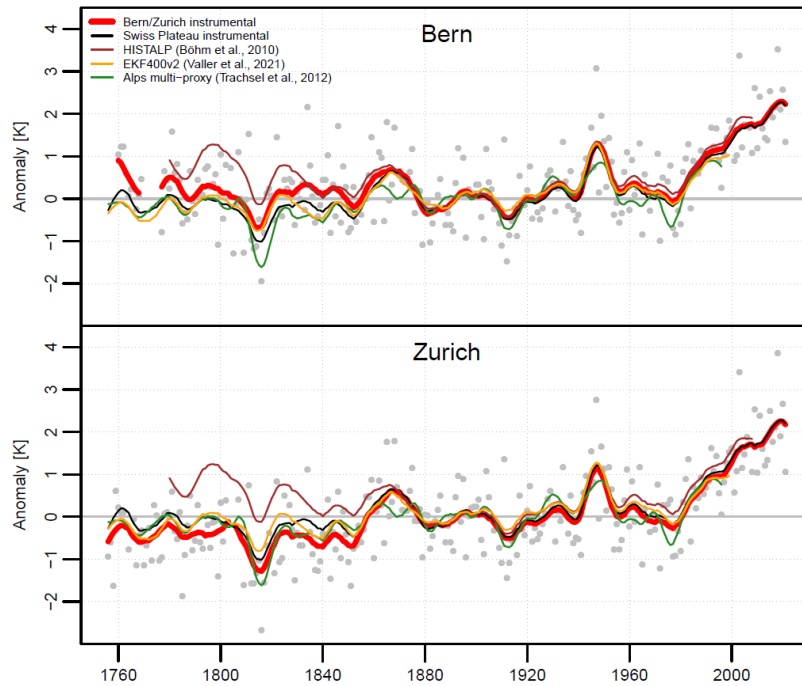 Bern/Zurich instrumental
Swiss Plateau instrumental
HISTALP (Böhm et al., 2010)
EKF400v2 (Valler et al., 2021)
Alps multi−proxy (Trachsel et al., 2012)
Bern
Anomaly [K]
4
3
2
1
0
−1
−2
Zurich
Anomaly [K]
4
3
2
1
0
−1
−2
1760 1800 1840 1880 1920 1960 2000